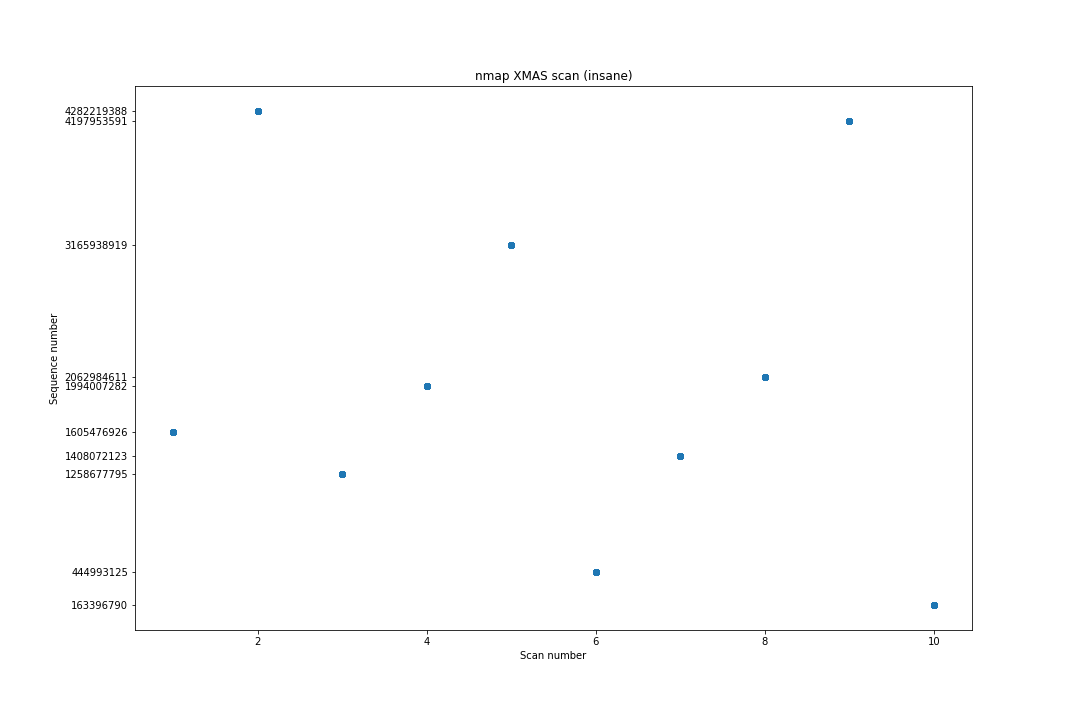 nmap XMAS scan (insane)
Sequence number
4282219388
4197953591
3165938919
2062984611
1994007282
1605476926
1408072123
1258677795
444993125
163396790
2 4 6 8 10
Scan number